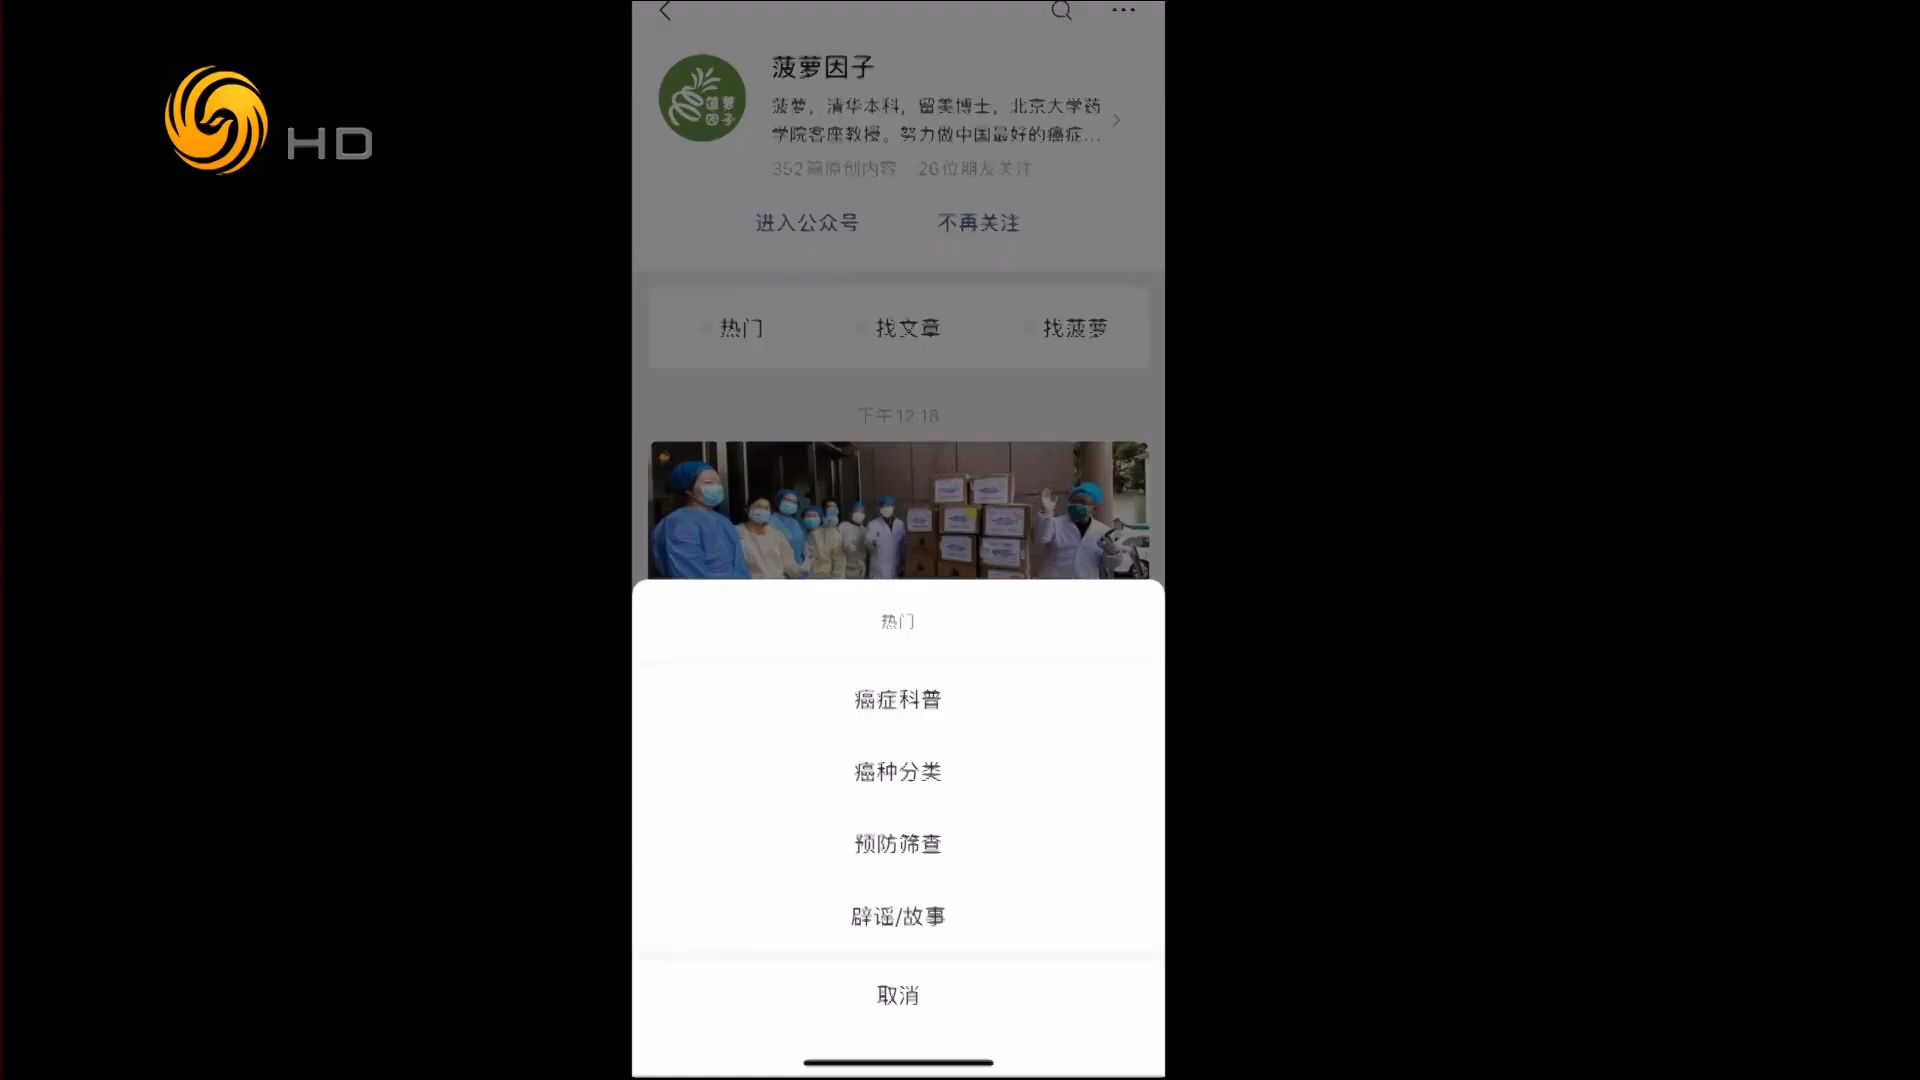 HD
菠萝因子
菠萝
因子
菠萝，清华本科，留美博士，北京大学药
学院客座教授。努力做中国最好的癌症...
352篇原创内容 26位朋友关注
进入公众号 不再关注
热门 找文章 找菠萝
下午12:18
热门
癌症科普
癌种分类
预防筛查
辟谣/故事
取消